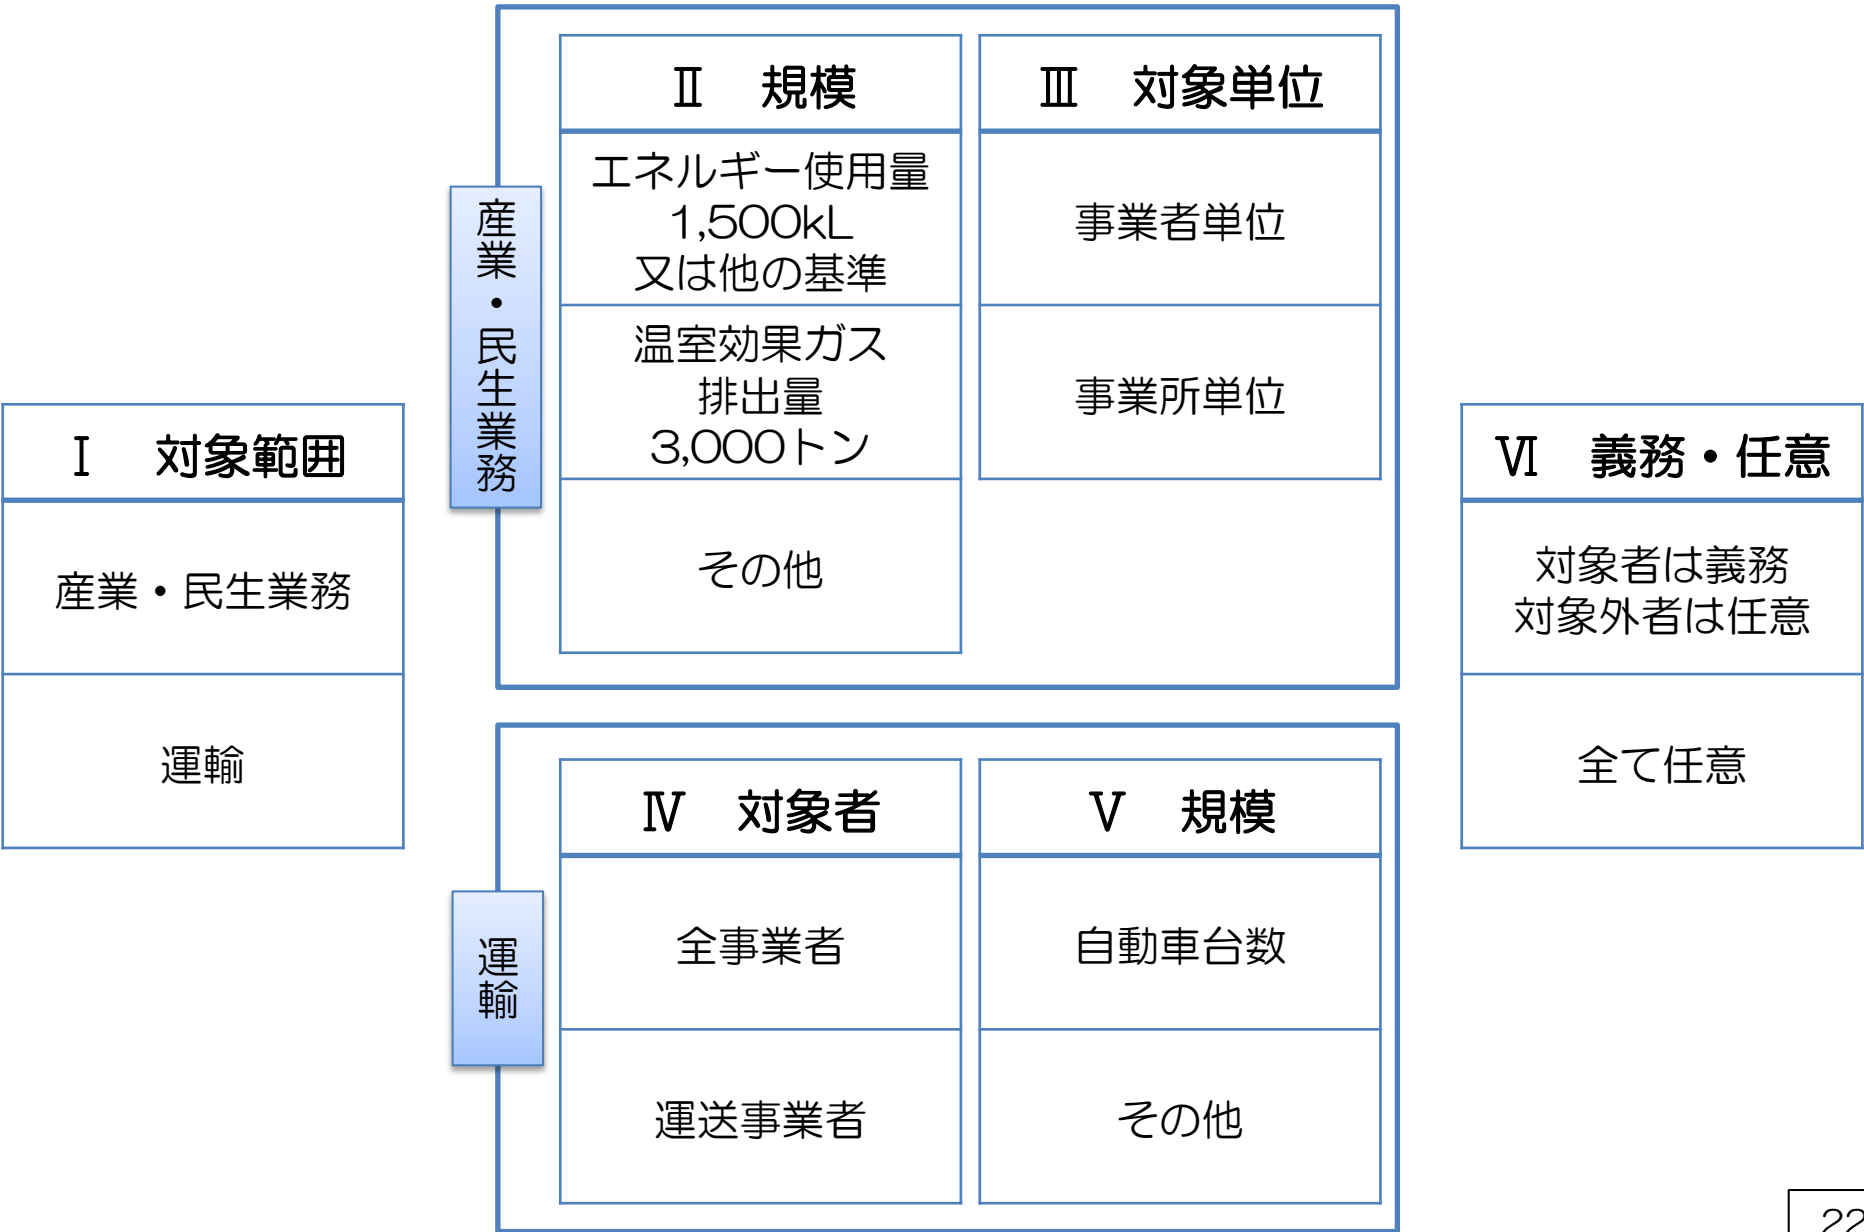 Ⅰ　対象範囲
産業・民生業務
運輸
産業・民生業務
Ⅱ　規模
エネルギー使用量
1,500kL
又は他の基準
温室効果ガス
排出量
3,000トン
その他
Ⅲ　対象単位
事業者単位
事業所単位
運輸
Ⅳ　対象者
全事業者
運送事業者
Ⅴ　規模
自動車台数
その他
Ⅵ　義務・任意
対象者は義務
対象外者は任意
全て任意
22